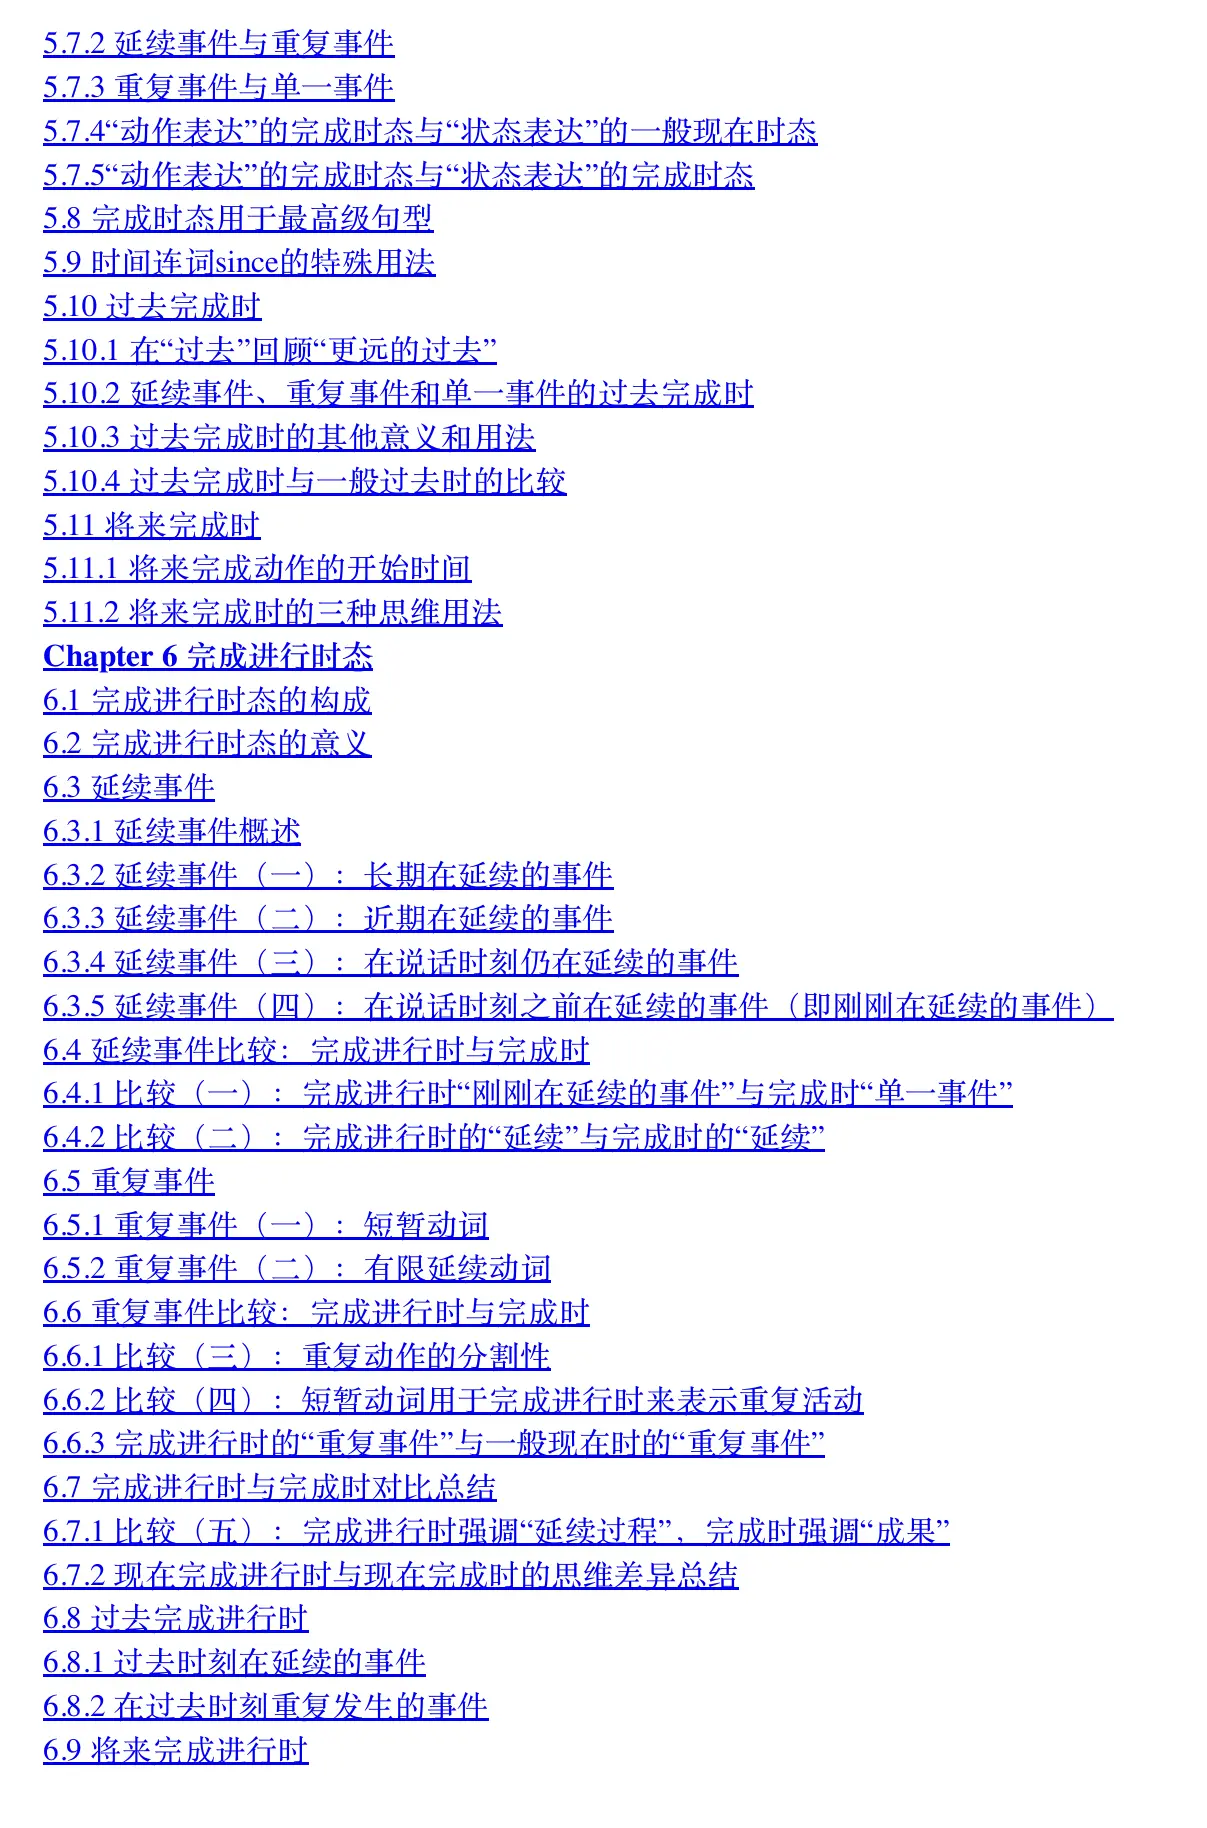 5.7.2 延续事件与重复事件
5.7.3 重复事件与单一事件
5.7.4“动作表达”的完成时态与“状态表达”的一般现在时态
5.7.5“动作表达”的完成时态与“状态表达”的完成时态
5.8 完成时态用于最高级句型
5.9 时间连词since的特殊用法
5.10 过去完成时
5.10.1 在“过去”回顾“更远的过去”
5.10.2 延续事件、重复事件和单一事件的过去完成时
5.10.3 过去完成时的其他意义和用法
5.10.4 过去完成时与一般过去时的比较
5.11 将来完成时
5.11.1 将来完成动作的开始时间
5.11.2 将来完成时的三种思维用法
Chapter 6 完成进行时态
6.1 完成进行时态的构成
6.2 完成进行时态的意义
6.3 延续事件
6.3.1 延续事件概述
6.3.2 延续事件（一）：长期在延续的事件
6.3.3 延续事件（二）：近期在延续的事件
6.3.4 延续事件（三）：在说话时刻仍在延续的事件
6.3.5 延续事件（四）：在说话时刻之前在延续的事件（即刚刚在延续的事件）
6.4 延续事件比较：完成进行时与完成时
6.4.1 比较（一）：完成进行时“刚刚在延续的事件”与完成时“单一事件”
6.4.2 比较（二）：完成进行时的“延续”与完成时的“延续”
6.5 重复事件
6.5.1 重复事件（一）：短暂动词
6.5.2 重复事件（二）：有限延续动词
6.6 重复事件比较：完成进行时与完成时
6.6.1 比较（三）：重复动作的分割性
6.6.2 比较（四）：短暂动词用于完成进行时来表示重复活动
6.6.3 完成进行时的“重复事件”与一般现在时的“重复事件”
6.7 完成进行时与完成时对比总结
6.7.1 比较（五）：完成进行时强调“延续过程”，完成时强调“成果”
6.7.2 现在完成进行时与现在完成时的思维差异总结
6.8 过去完成进行时
6.8.1 过去时刻在延续的事件
6.8.2 在过去时刻重复发生的事件
6.9 将来完成进行时